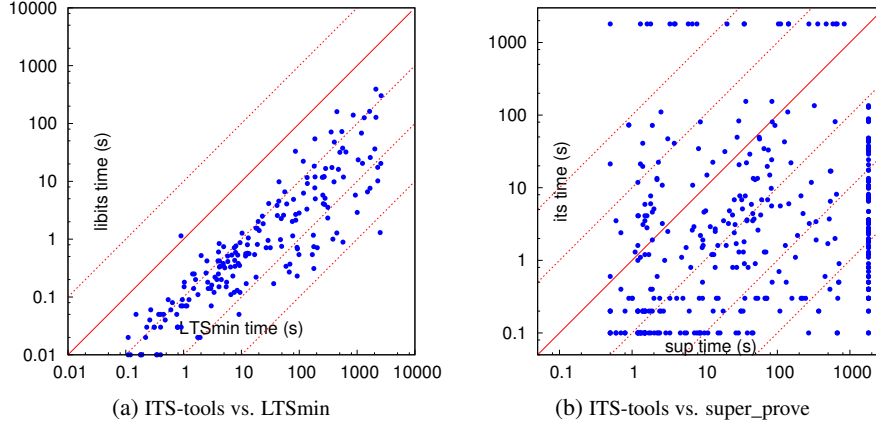 10000
1000
100
10
1
0.1
0.01
libits time (s)
LTSmin time (s)
0.01 0.1 1 10 100 1000 10000
(a) ITS-tools vs. LTSmin
1000
100
10
1
0.1
its time (s)
sup time (s)
0.1 1 10 100 1000
(b) ITS-tools vs. super_prove